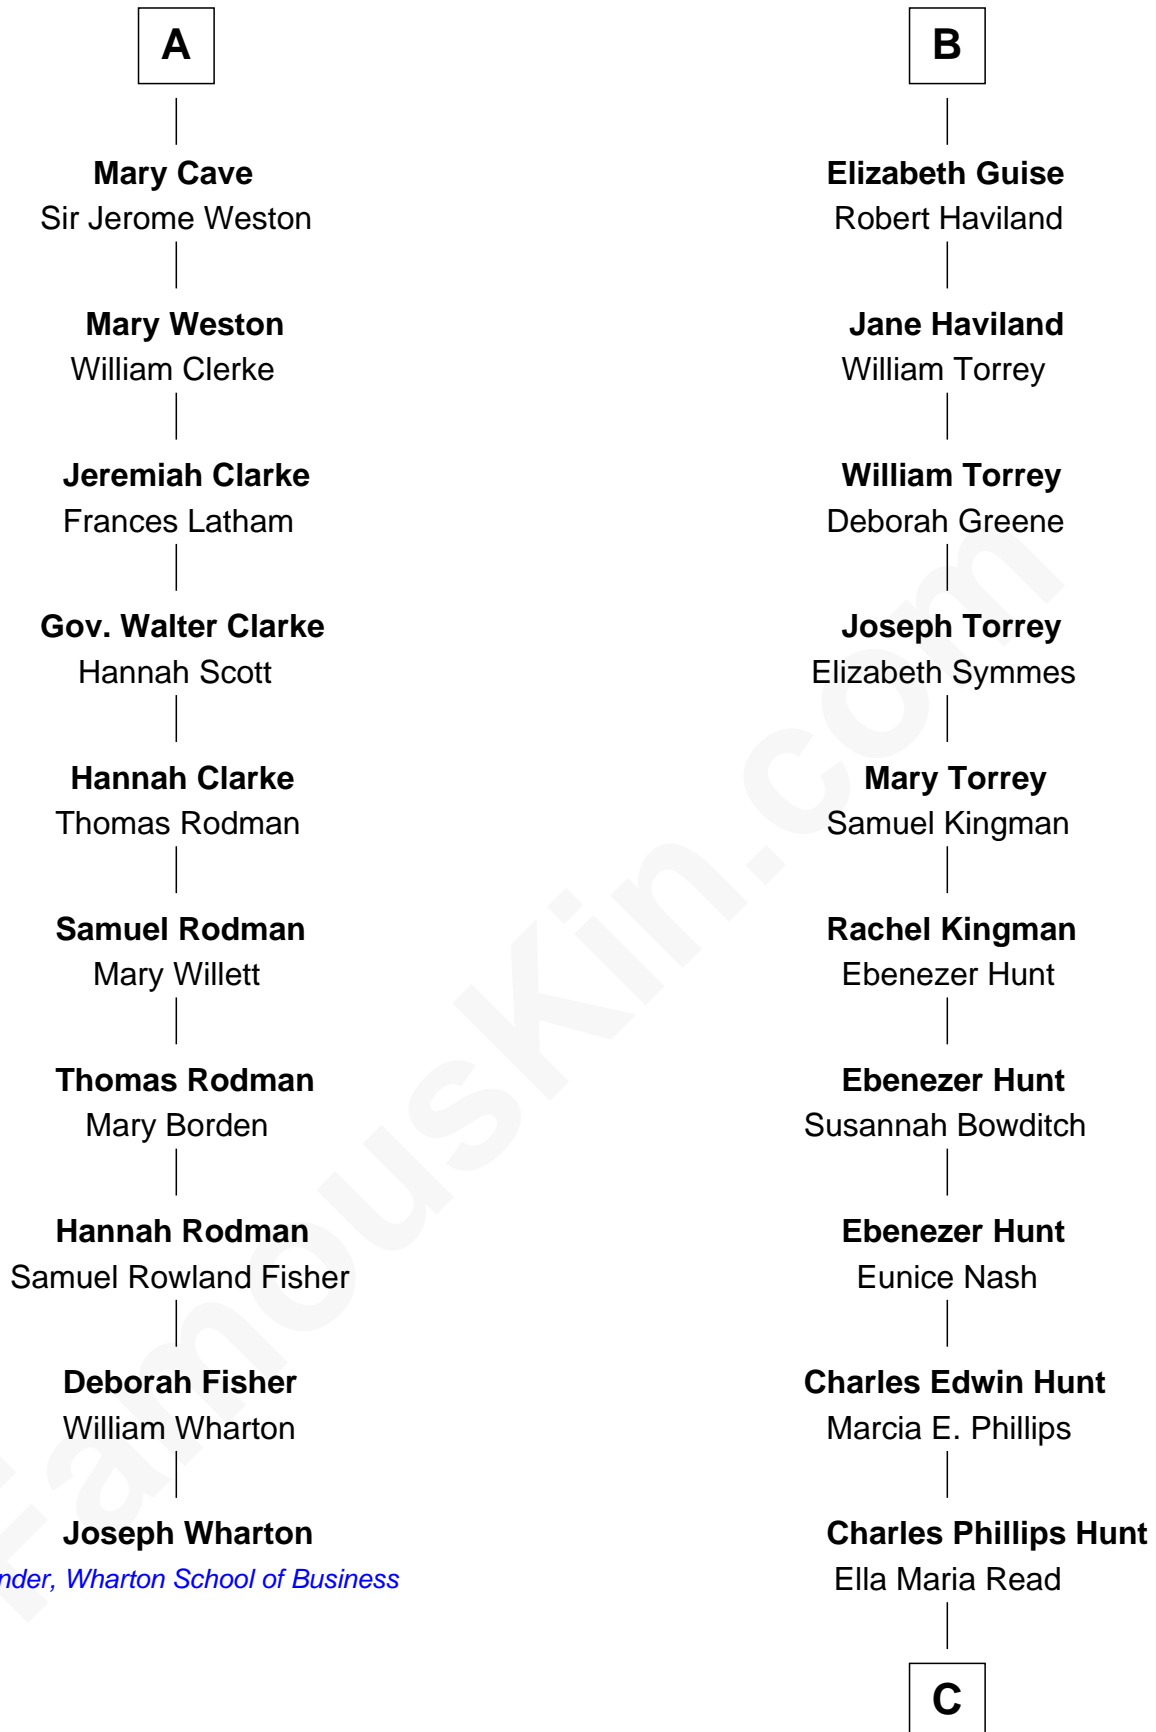 A
Mary Cave
Sir Jerome Weston
Mary Weston
William Clerke
Jeremiah Clarke
Frances Latham
Gov. Walter Clarke
Hannah Scott
Hannah Clarke
Thomas Rodman
Samuel Rodman
Mary Willett
Thomas Rodman
Mary Borden
Hannah Rodman
Samuel Rowland Fisher
Deborah Fisher
William Wharton
Joseph Wharton
nder, Wharton School of Business
B
Elizabeth Guise
Robert Haviland
Jane Haviland
William Torrey
William Torrey
Deborah Greene
Joseph Torrey
Elizabeth Symmes
Mary Torrey
Samuel Kingman
Rachel Kingman
Ebenezer Hunt
Ebenezer Hunt
Susannah Bowditch
Ebenezer Hunt
Eunice Nash
Charles Edwin Hunt
Marcia E. Phillips
Charles Phillips Hunt
Ella Maria Read
C
FamousKin.com